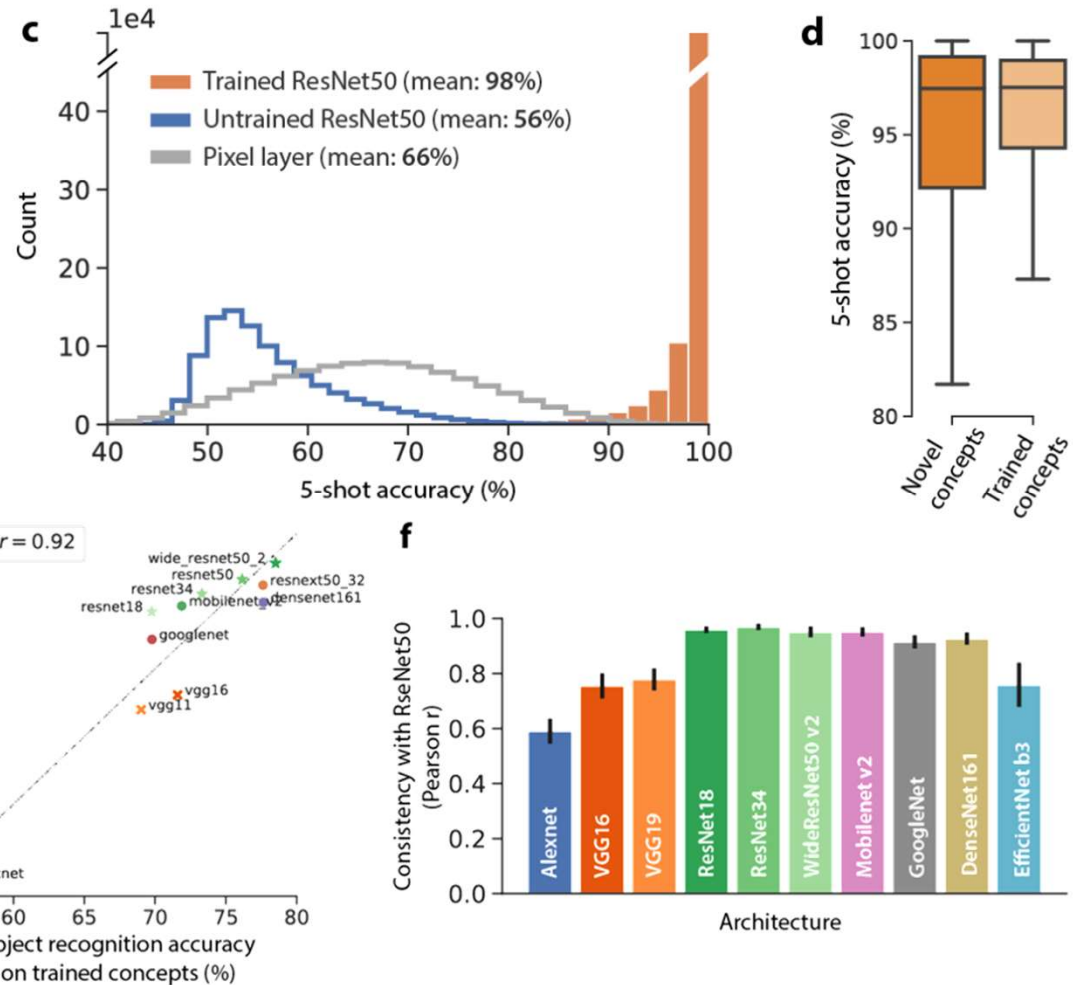 c
1e4
Trained ResNet50 (mean: 98%)
Untrained ResNet50 (mean: 56%)
Pixel layer (mean: 66%)
Count
40
30
20
10
0
40 50 60 70 80 90 100
5-shot accuracy (%)
d
100
95
90
85
80
5-shot accuracy (%)
Novel concepts
Trained concepts
r = 0.92
wide_resnet50_2
resnet50
resnext50_32
resnet34
mobilenet_v2
densenet161
resnet18
googlenet
vgg16
vgg11
net
60 65 70 75 80
bject recognition accuracy
on trained concepts (%)
f
Consistency with RseNet50
(Pearson r)
1.0
0.8
0.6
0.4
0.2
0.0
Alexnet
VGG16
VGG19
ResNet18
ResNet34
WideResNet50 v2
Mobilenet v2
GoogleNet
DenseNet161
EfficientNet b3
Architecture